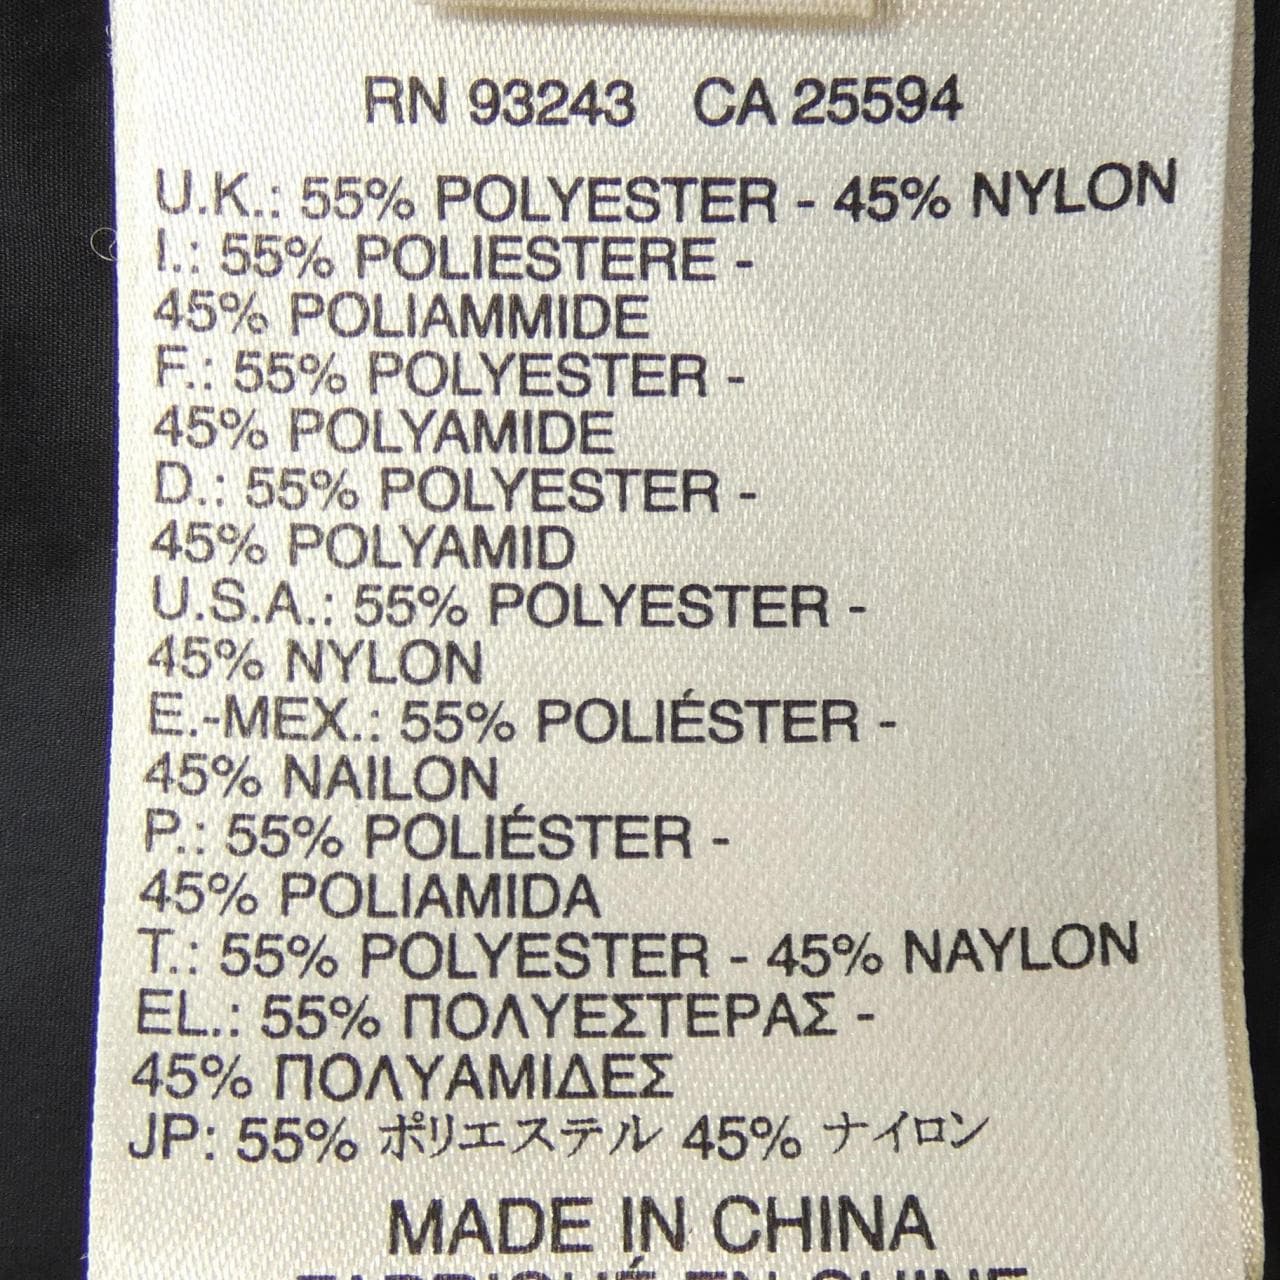 RN 93243 CA 25594
U.K.: 55% POLYESTER - 45% NYLON
I.: 55% POLIESTERE -
45% POLIAMMIDE
F.: 55% POLYESTER -
45% POLYAMIDE
D.: 55% POLYESTER -
45% POLYAMID
U.S.A.: 55% POLYESTER -
45% NYLON
E.-MEX.: 55% POLIÉSTER -
45% NAILON
P.: 55% POLIÉSTER -
45% POLIAMIDA
T.: 55% POLYESTER - 45% NAYLON
EL.: 55% ΠΟΛΥΕΣΤΕΡΑΣ -
45% ΠΟΛΥΑΜΙΔΕΣ
JP: 55% ポリエステル 45% ナイロン
MADE IN CHINA
FABRIQUÉ EN CHINE